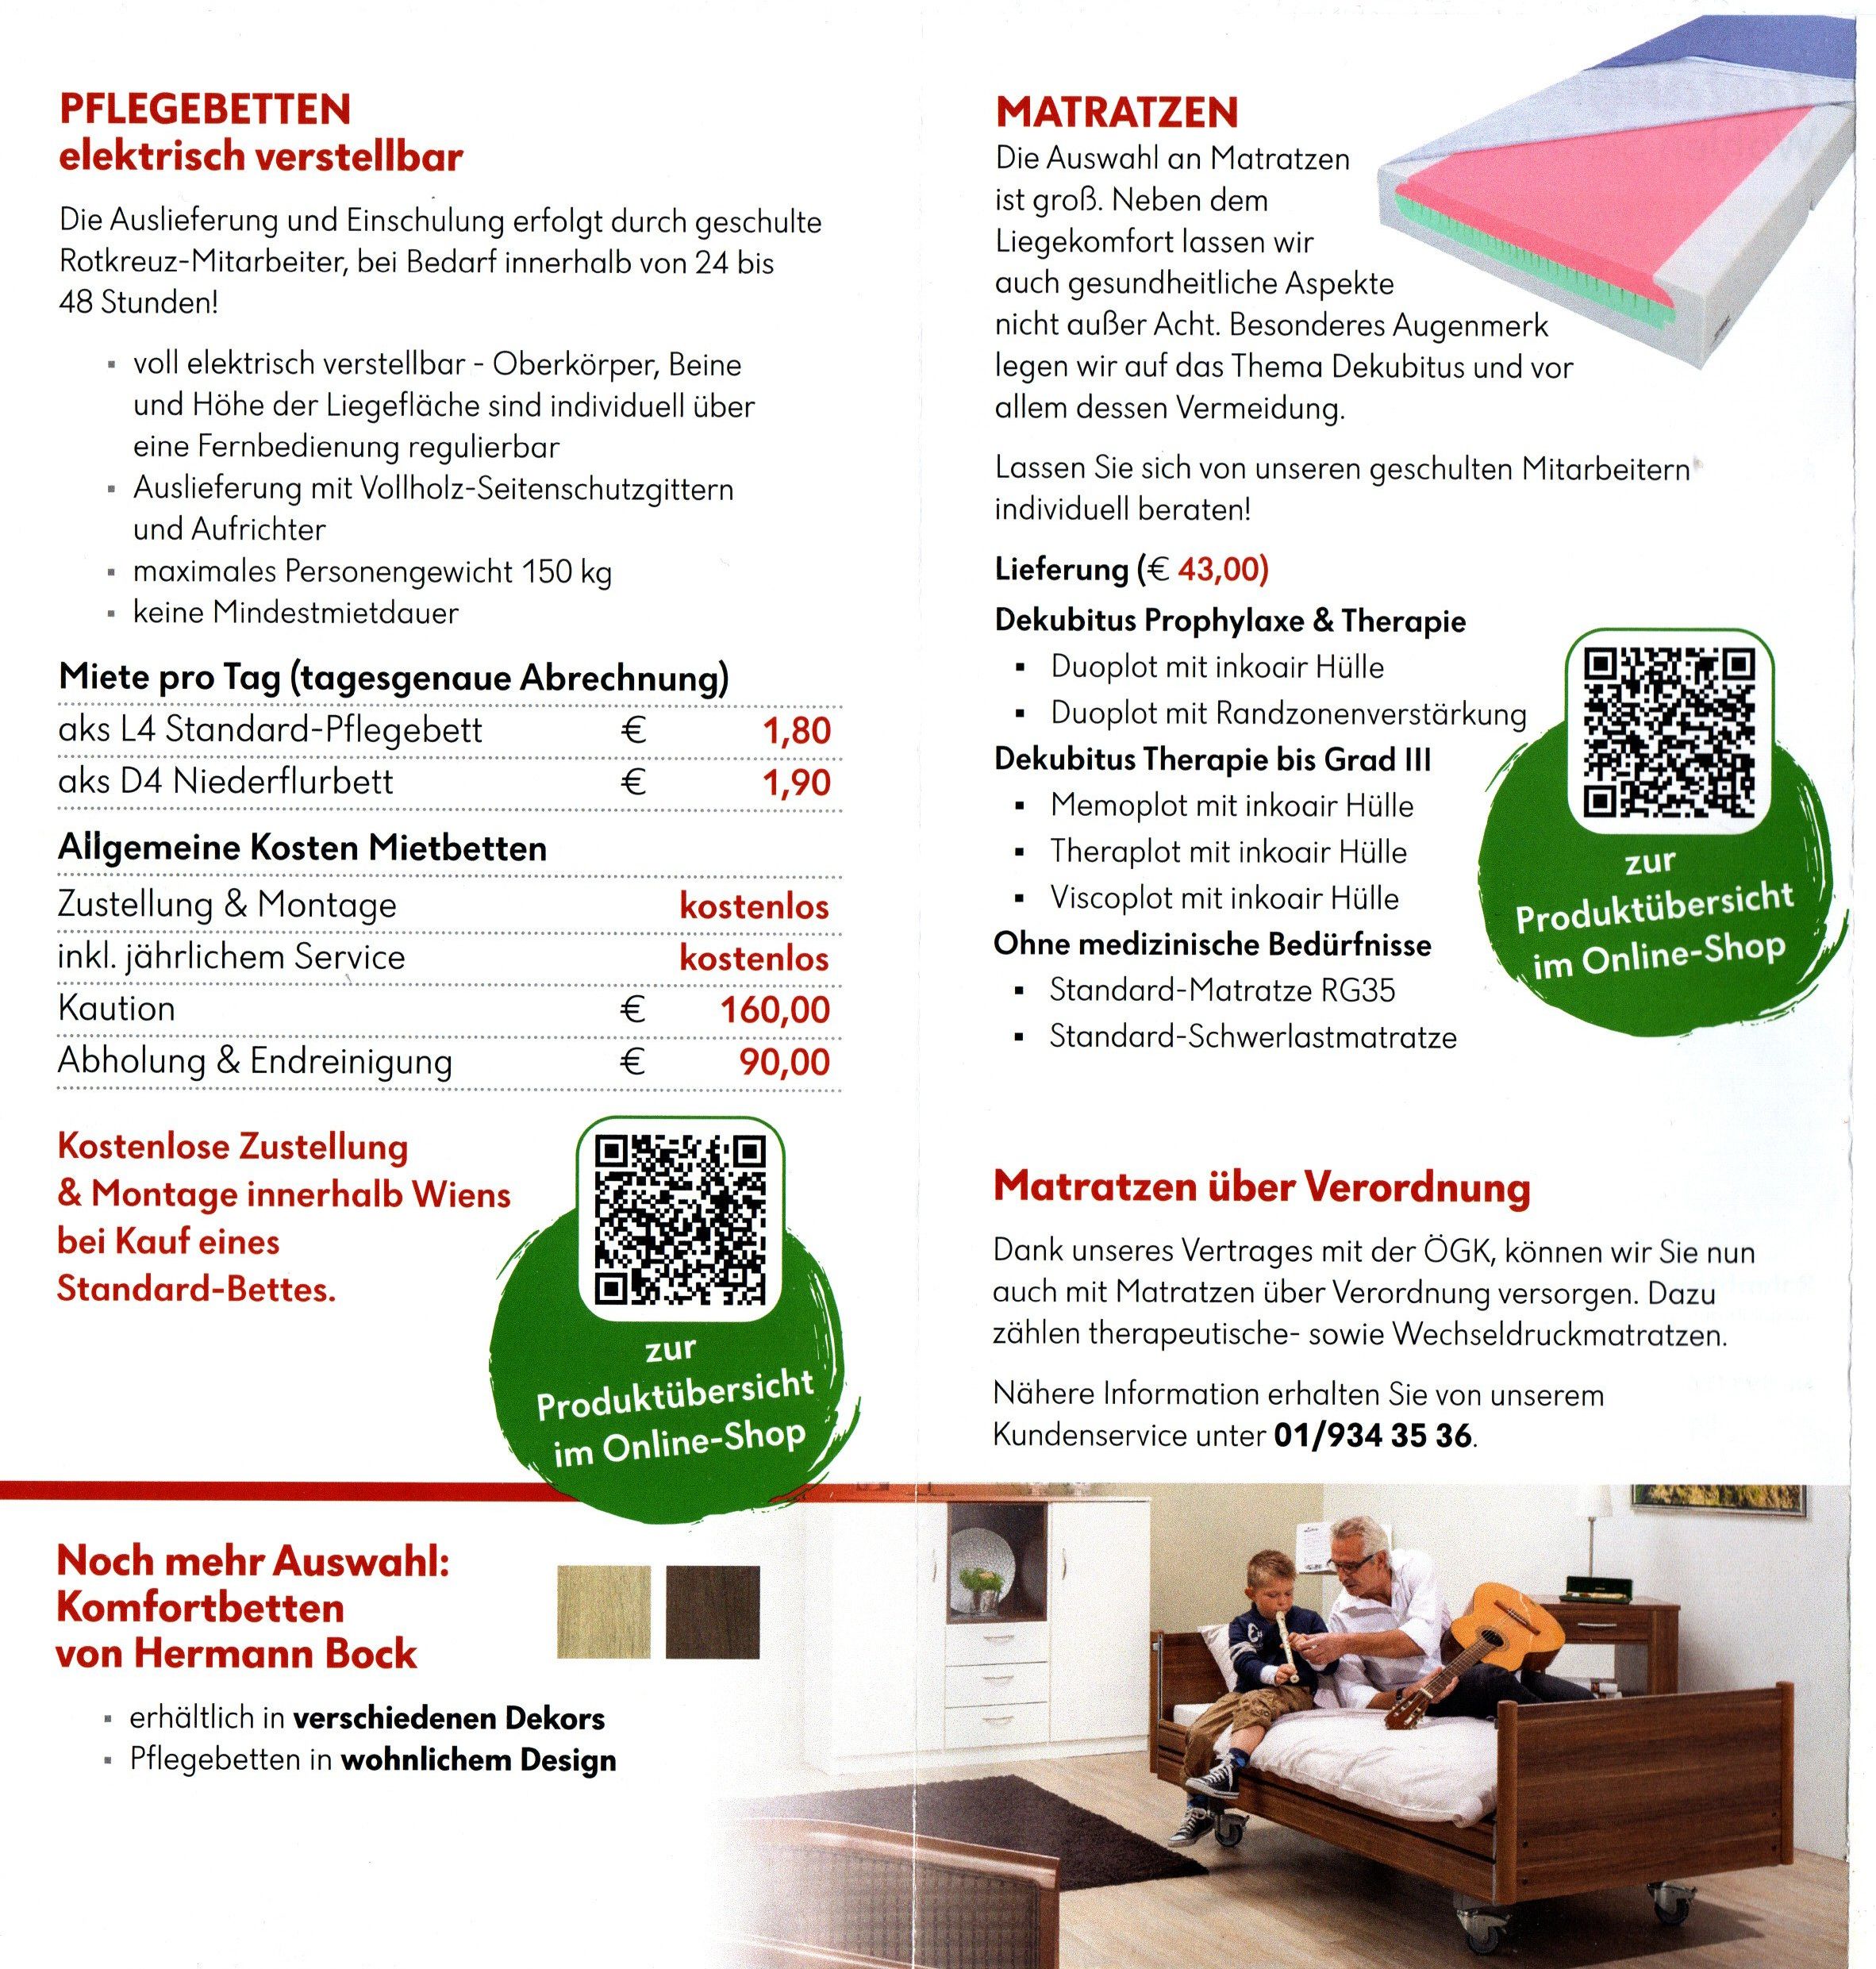 PFLEGEBETTEN
elektrisch verstellbar
Die Auslieferung und Einschulung erfolgt durch geschulte
Rotkreuz-Mitarbeiter, bei Bedarf innerhalb von 24 bis
48 Stunden!
▪ voll elektrisch verstellbar - Oberkörper, Beine
und Höhe der Liegefläche sind individuell über
eine Fernbedienung regulierbar
▪ Auslieferung mit Vollholz-Seitenschutzgittern
und Aufrichter
▪ maximales Personengewicht 150 kg
▪ keine Mindestmietdauer
Miete pro Tag (tagesgenaue Abrechnung)
aks L4 Standard-Pflegebett € 1,80
aks D4 Niederflurbett € 1,90
Allgemeine Kosten Mietbetten
Zustellung & Montage kostenlos
inkl. jährlichem Service kostenlos
Kaution € 160,00
Abholung & Endreinigung € 90,00
Kostenlose Zustellung
& Montage innerhalb Wiens
bei Kauf eines
Standard-Bettes.
zur
Produktübersicht
im Online-Shop
Noch mehr Auswahl:
Komfortbetten
von Hermann Bock
▪ erhältlich in verschiedenen Dekors
▪ Pflegebetten in wohnlichem Design
MATRATZEN
Die Auswahl an Matratzen
ist groß. Neben dem
Liegekomfort lassen wir
auch gesundheitliche Aspekte
nicht außer Acht. Besonderes Augenmerk
legen wir auf das Thema Dekubitus und vor
allem dessen Vermeidung.
Lassen Sie sich von unseren geschulten Mitarbeitern
individuell beraten!
Lieferung (€ 43,00)
Dekubitus Prophylaxe & Therapie
▪ Duoplot mit inkoair Hülle
▪ Duoplot mit Randzonenverstärkung
Dekubitus Therapie bis Grad III
▪ Memoplot mit inkoair Hülle
▪ Theraplot mit inkoair Hülle
▪ Viscoplot mit inkoair Hülle
Ohne medizinische Bedürfnisse
▪ Standard-Matratze RG35
▪ Standard-Schwerlastmatratze
zur
Produktübersicht
im Online-Shop
Matratzen über Verordnung
Dank unseres Vertrages mit der ÖGK, können wir Sie nun
auch mit Matratzen über Verordnung versorgen. Dazu
zählen therapeutische- sowie Wechseldruckmatratzen.
Nähere Information erhalten Sie von unserem
Kundenservice unter 01/934 35 36.